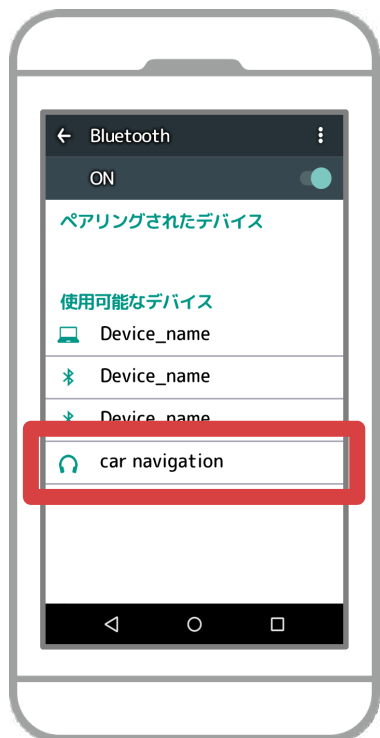 Bluetooth
ON
ペアリングされたデバイス
使用可能なデバイス
Device_name
Device_name
Device_name
car navigation